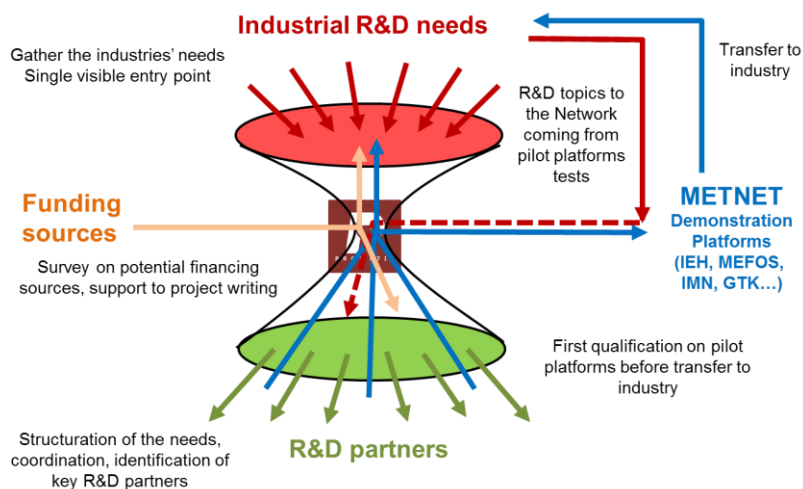 Industrial R&D needs
Gather the industries' needs
Single visible entry point
Transfer to
industry
R&D topics to
the Network
coming from
pilot platforms
tests
Funding
sources
METNET
Demonstration
Platforms
(IEH, MEFOS,
IMN, GTK...)
Survey on potential financing
sources, support to project writing
First qualification on pilot
platforms before transfer to
industry
Structuration of the needs,
coordination, identification of
key R&D partners
R&D partners